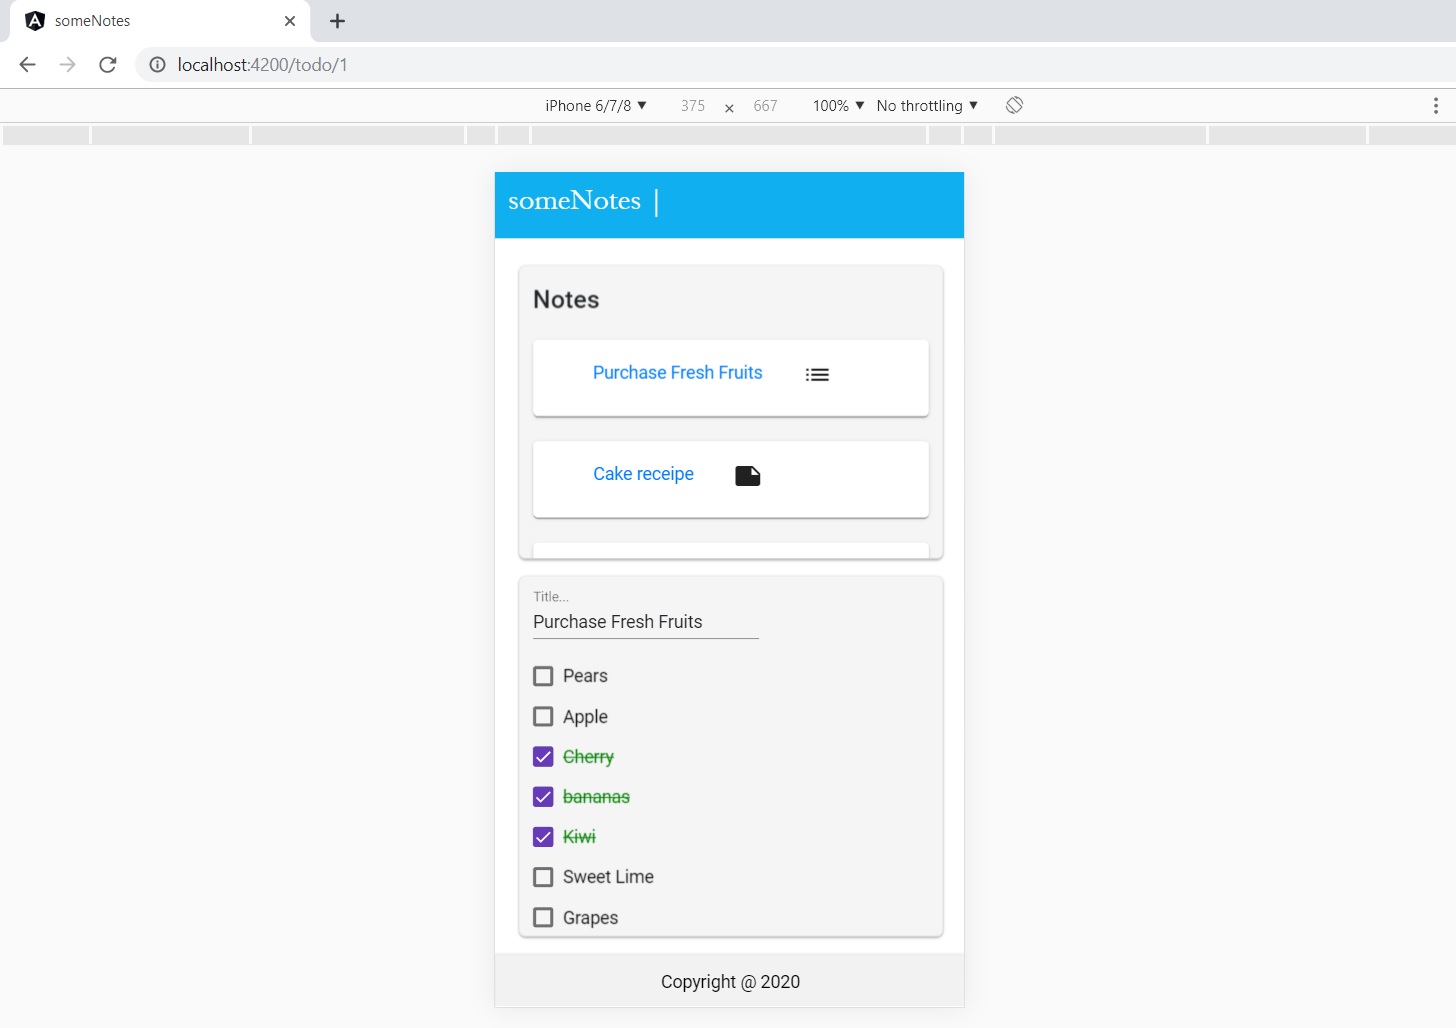 someNotes
localhost:4200/todo/1
iPhone 6/7/8 ▼ 375 × 667 100% ▼ No throttling ▼
someNotes |
Notes
Purchase Fresh Fruits
Cake receipe
Title...
Purchase Fresh Fruits
Pears
Apple
Cherry
bananas
Kiwi
Sweet Lime
Grapes
Copyright @ 2020